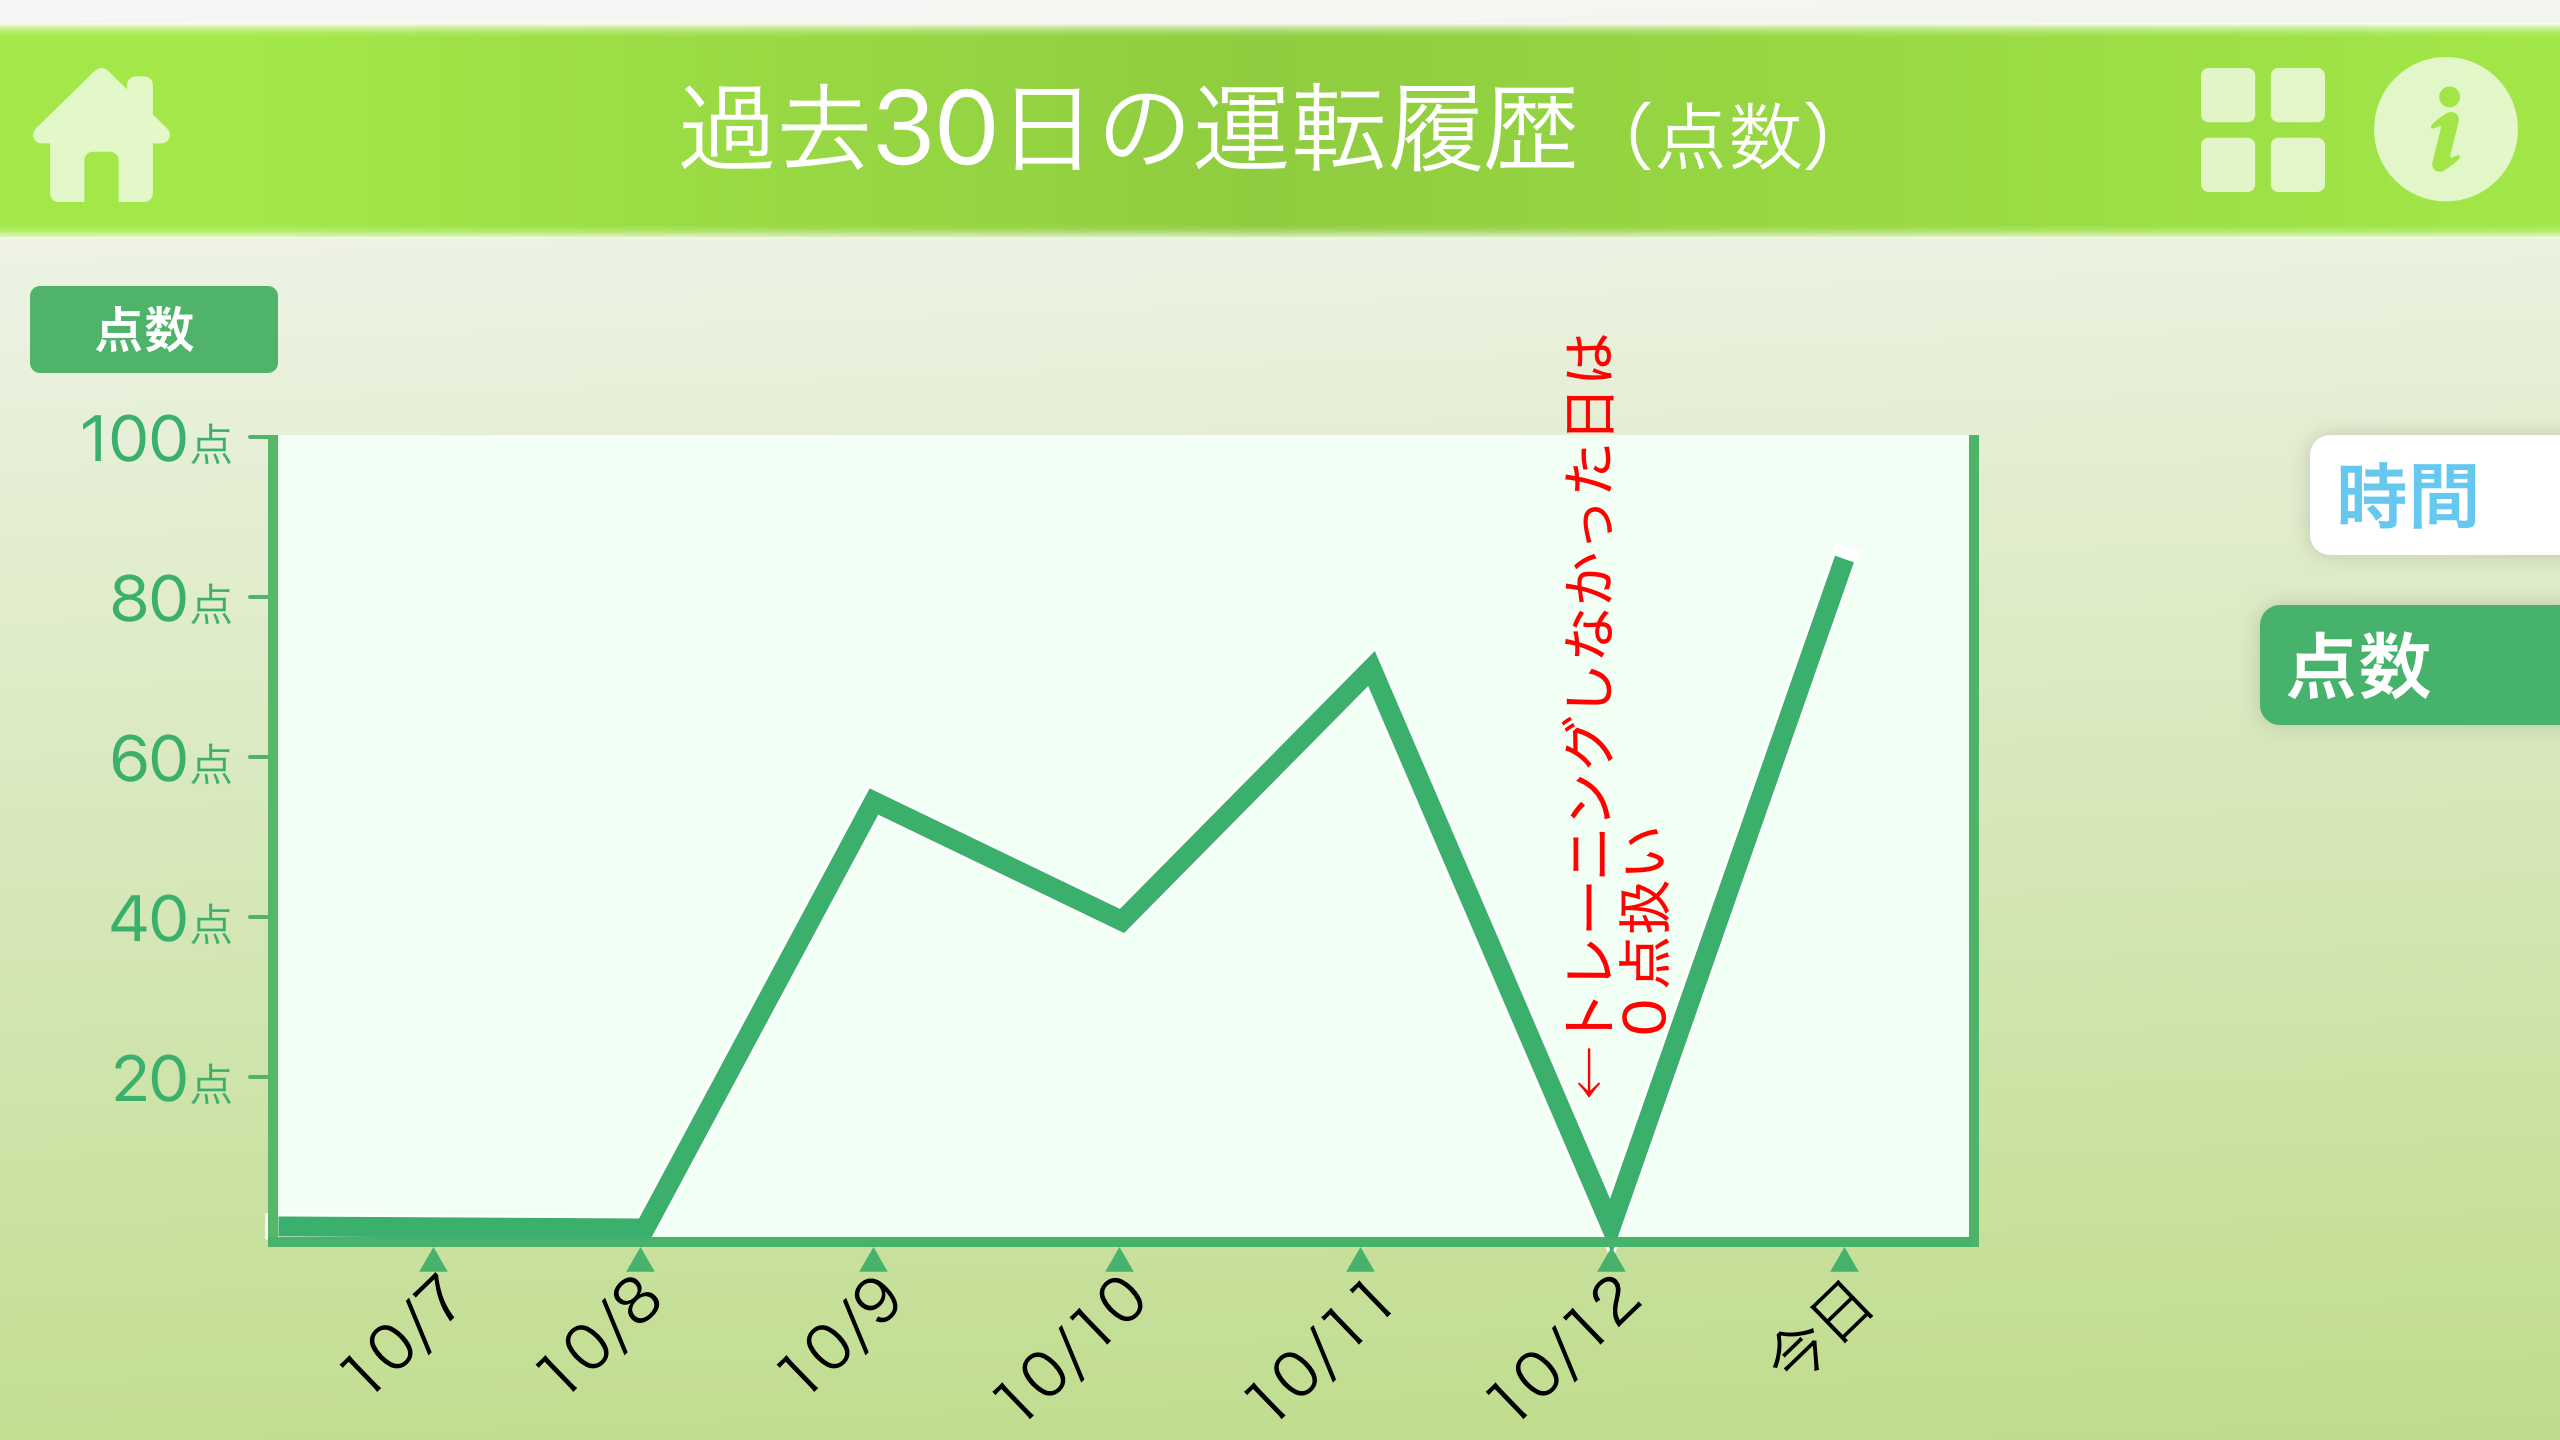 過去30日の運転履歴（点数）
点数
100点
80点
60点
40点
20点
←トレーニングしなかった日は
０点扱い
10/7
10/8
10/9
10/10
10/11
10/12
今日
時間
点数